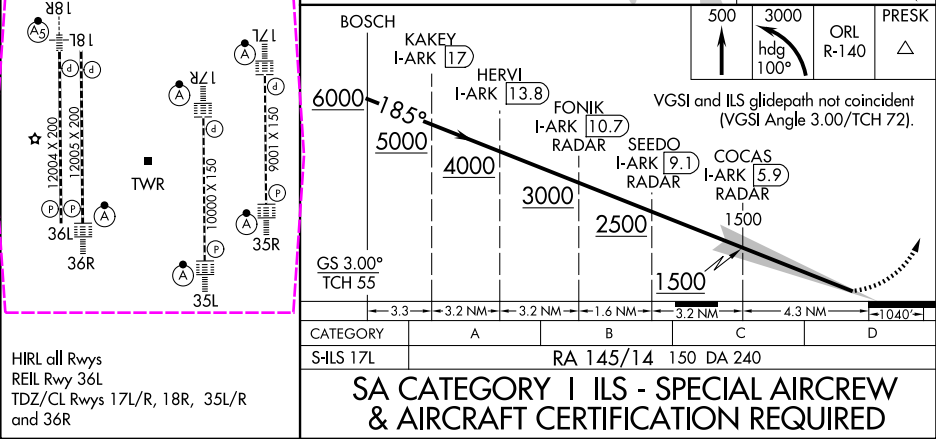 18R
18L
17L
17R
A5
A
A
A
A
A
A
P
P
P
P
P
P
P
P
12004 X 200
12005 X 200
10000 X 150
9001 X 150
TWR
36L
36R
35L
35R
HIRL all Rwys
REIL Rwy 36L
TDZ/CL Rwys 17L/R, 18R, 35L/R
and 36R
BOSCH
KAKEY
I-ARK 17
HERVI
I-ARK 13.8
FONIK
I-ARK 10.7
RADAR
SEEDO
I-ARK 9.1
RADAR
COCAS
I-ARK 5.9
RADAR
500
3000
hdg
100°
ORL
R-140
PRESK
VGSI and ILS glidepath not coincident
(VGSI Angle 3.00/TCH 72).
6000
185°
5000
4000
3000
2500
1500
1500
GS 3.00°
TCH 55
3.3
3.2 NM
3.2 NM
1.6 NM
3.2 NM
4.3 NM
1040'
CATEGORY A B C D
S-ILS 17L RA 145/14 150 DA 240
SA CATEGORY I ILS - SPECIAL AIRCREW
& AIRCRAFT CERTIFICATION REQUIRED